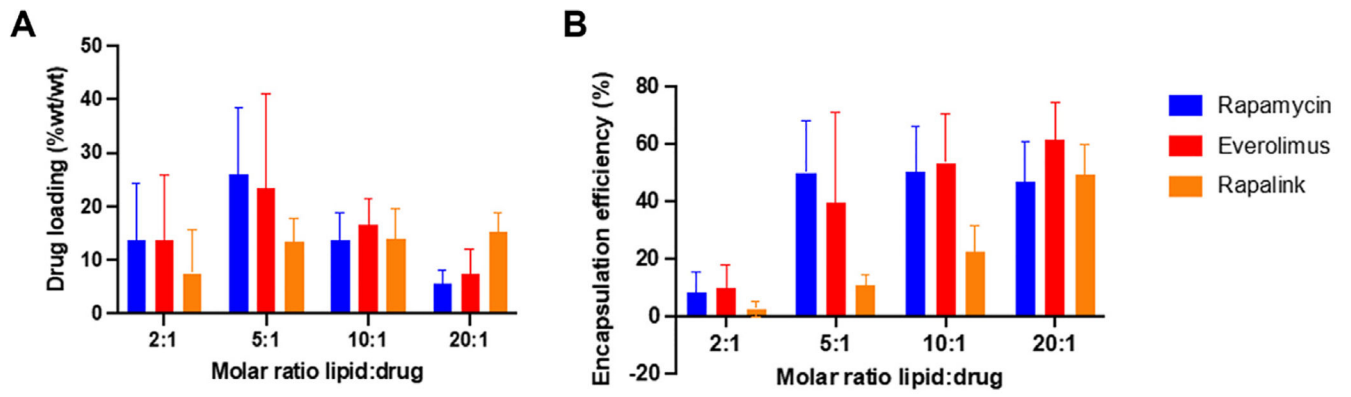 A
Drug loading (%wt/wt)
50
40
30
20
10
0
2:1 5:1 10:1 20:1
Molar ratio lipid:drug
B
Encapsulation efficiency (%)
80
60
40
20
0
-20
2:1 5:1 10:1 20:1
Molar ratio lipid:drug
Rapamycin
Everolimus
Rapalink